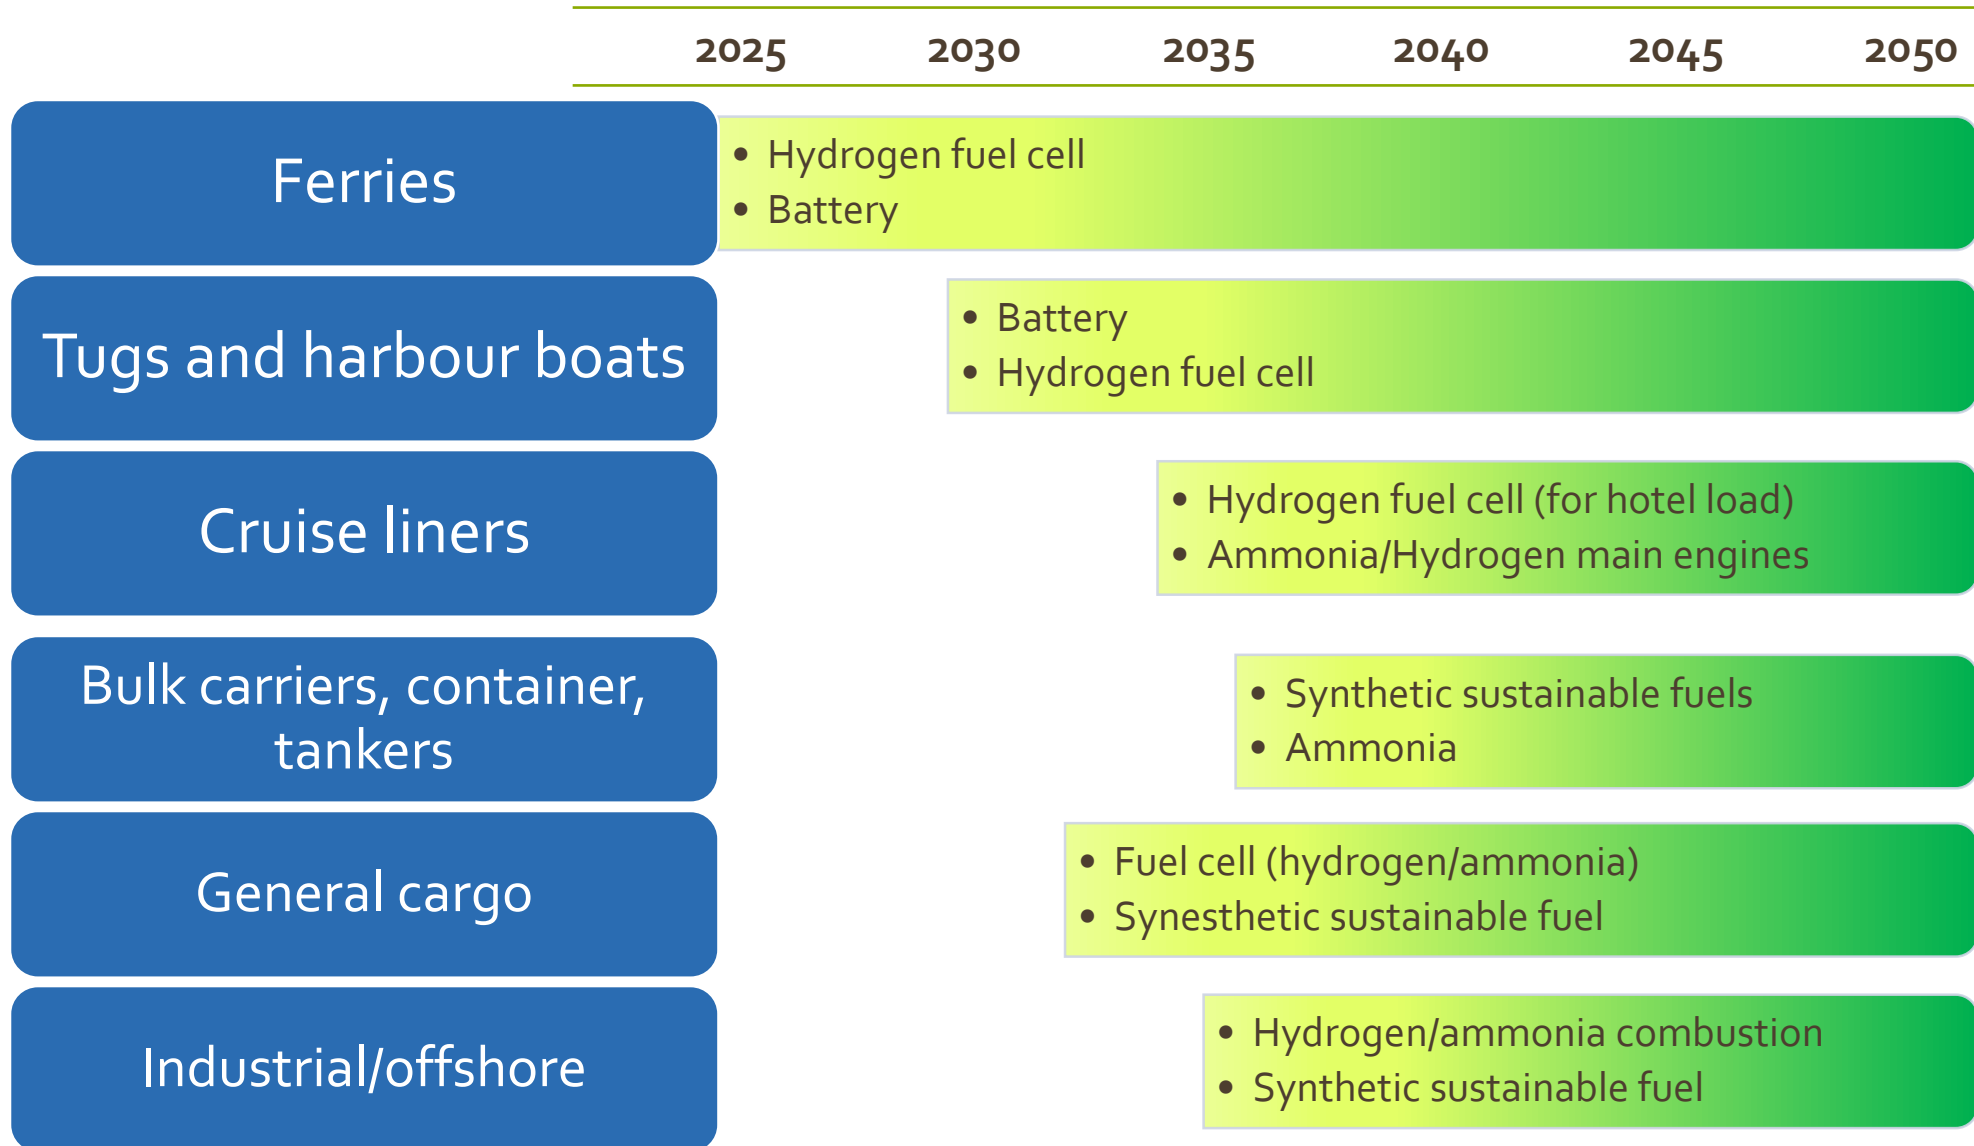 2025 2030 2035 2040 2045 2050
Ferries
• Hydrogen fuel cell
• Battery
Tugs and harbour boats
• Battery
• Hydrogen fuel cell
Cruise liners
• Hydrogen fuel cell (for hotel load)
• Ammonia/Hydrogen main engines
Bulk carriers, container,
tankers
• Synthetic sustainable fuels
• Ammonia
General cargo
• Fuel cell (hydrogen/ammonia)
• Synesthetic sustainable fuel
Industrial/offshore
• Hydrogen/ammonia combustion
• Synthetic sustainable fuel